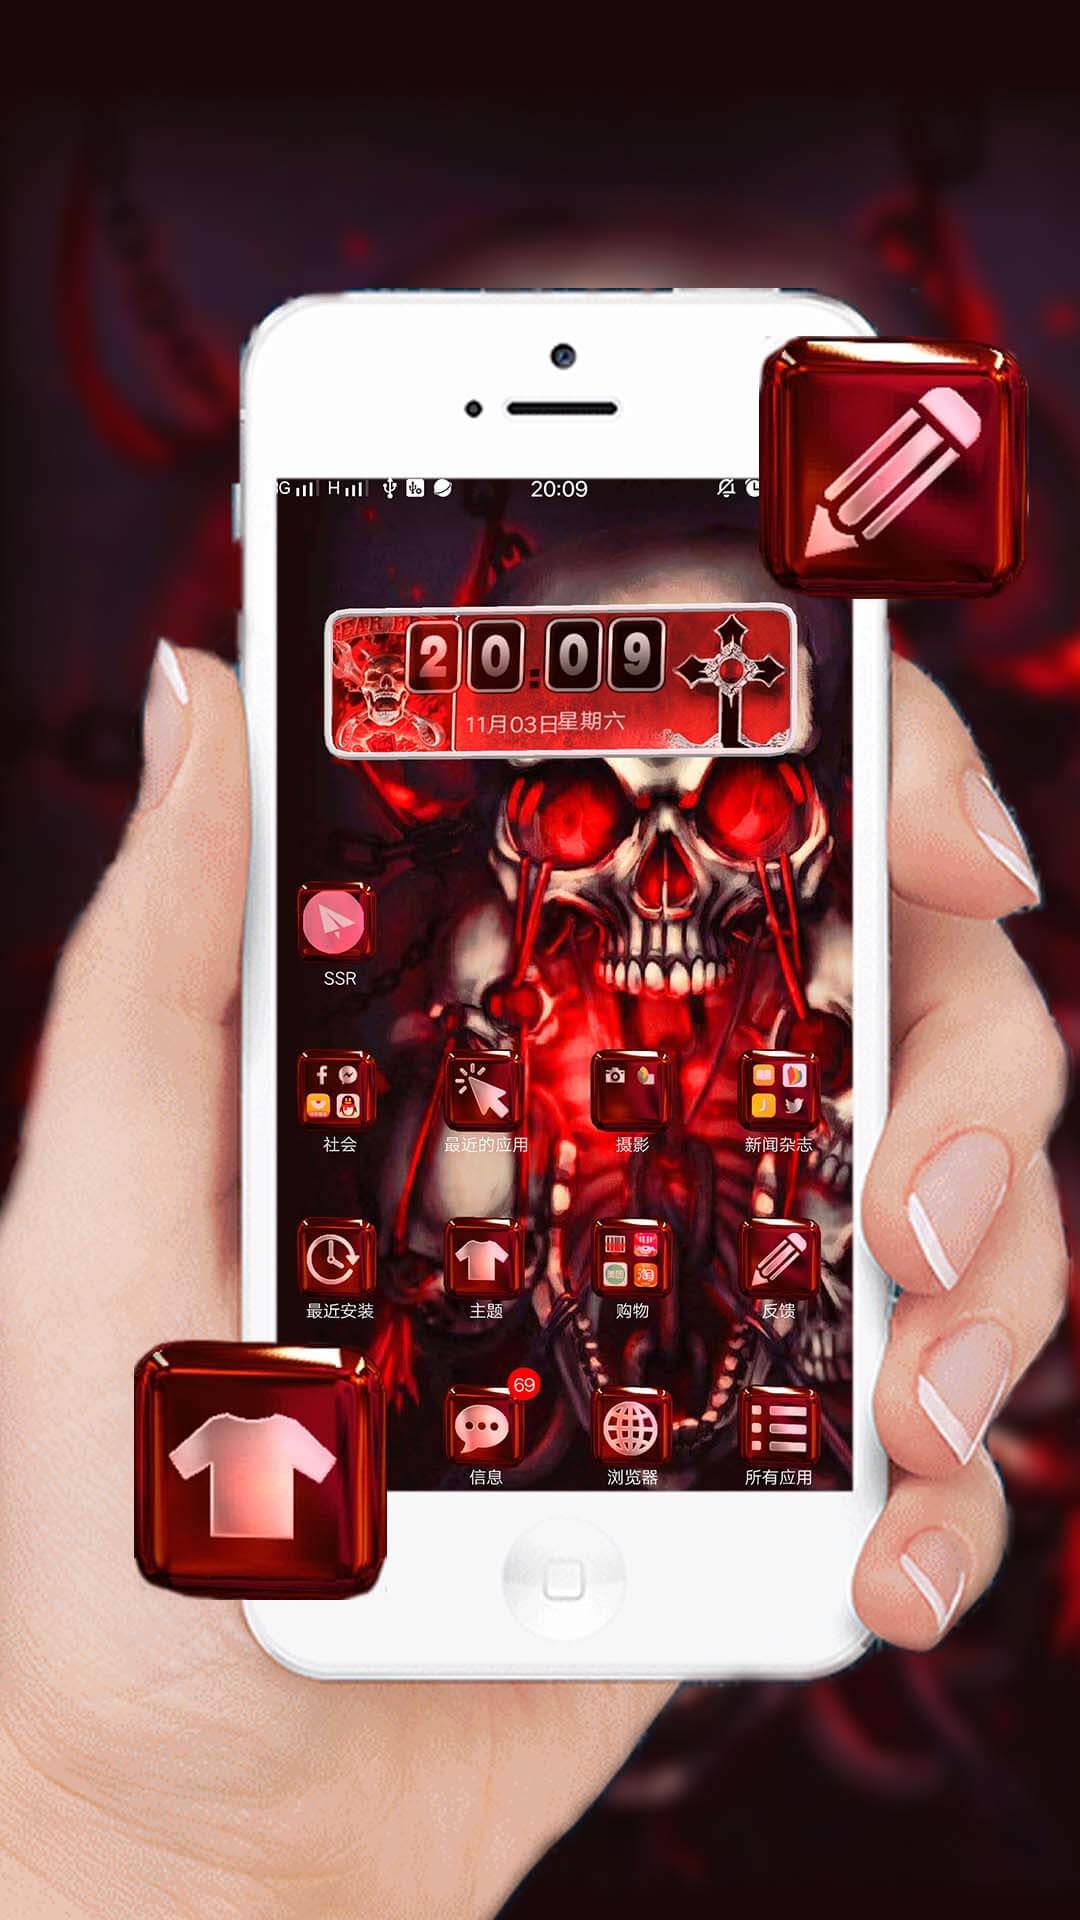 3G H 20:09
20:09
11月03日星期六
SSR
社会 最近的应用 摄影 新闻杂志
最近安装 主题 购物 反馈
69
信息 浏览器 所有应用